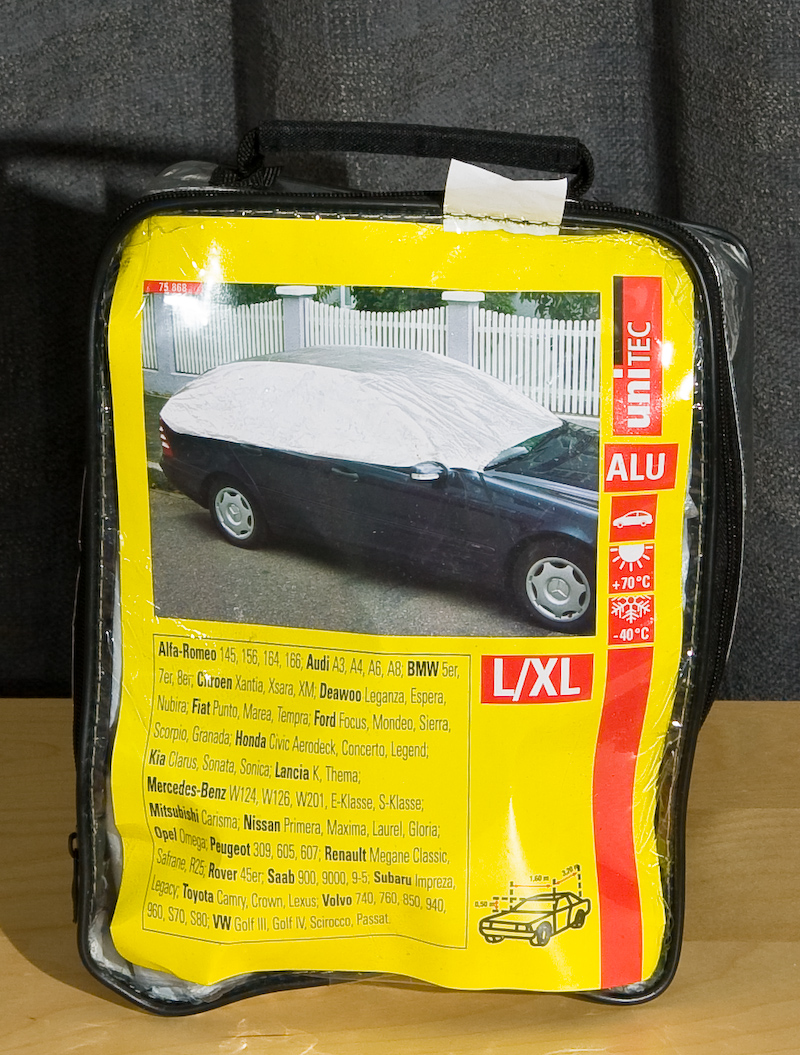 75 868
uniTEC
ALU
+70°C
-40°C
L/XL
Alfa-Romeo 145, 156, 164, 166; Audi A3, A4, A6, A8; BMW 5er,
7er, 8er; Citroen Xantia, Xsara, XM; Deawoo Leganza, Espera,
Nubira; Fiat Punto, Marea, Tempra; Ford Focus, Mondeo, Sierra,
Scorpio, Granada; Honda Civic Aerodeck, Concerto, Legend;
Kia Clarus, Sonata, Sonica; Lancia K, Thema;
Mercedes-Benz W124, W126, W201, E-Klasse, S-Klasse;
Mitsubishi Carisma; Nissan Primera, Maxima, Laurel, Gloria;
Opel Omega; Peugeot 309, 605, 607; Renault Megane Classic,
Safrane, R25; Rover 45er; Saab 900, 9000, 9-5; Subaru Impreza,
Legacy; Toyota Camry, Crown, Lexus; Volvo 740, 760, 850, 940,
960, S70, S80; VW Golf III, Golf IV, Scirocco, Passat.
0,50 m
1,60 m
3,20 m